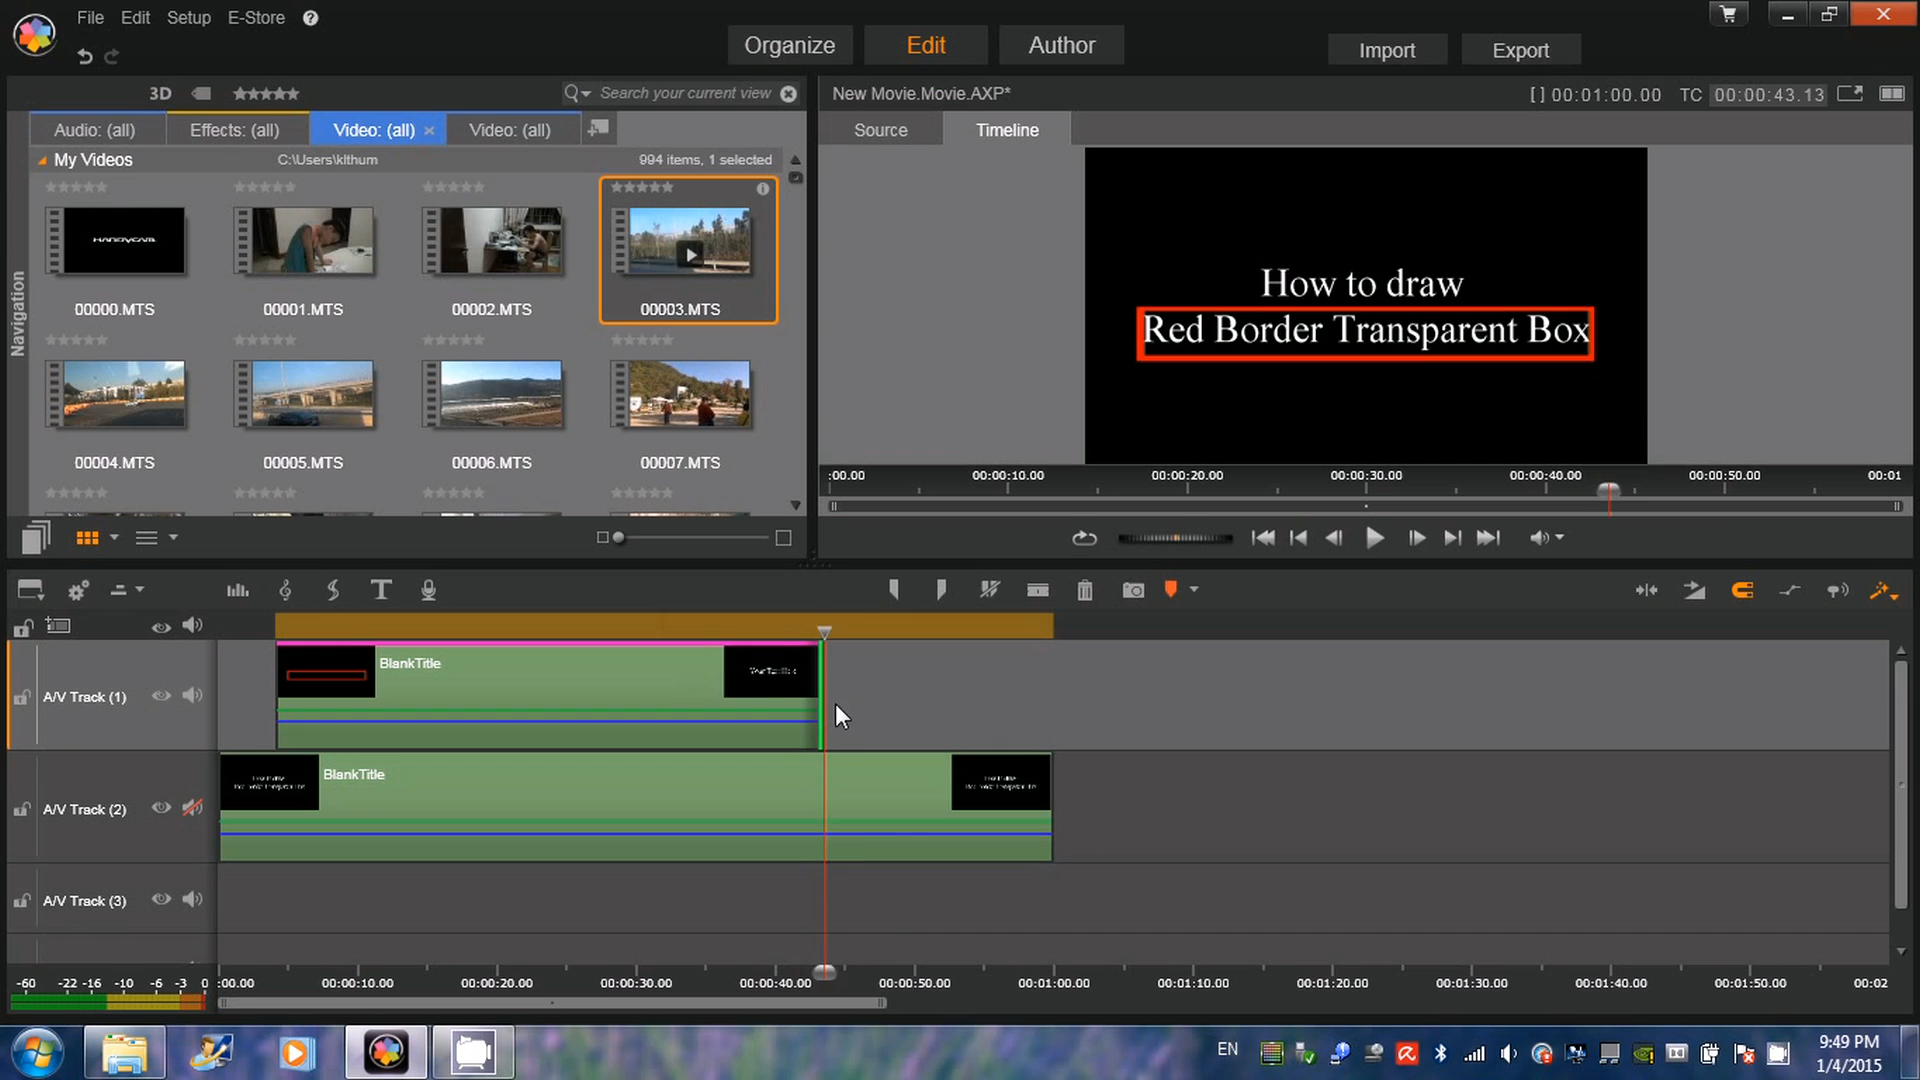 File Edit Setup E-Store ?
Organize Edit Author
Import Export
3D
Search your current view
New Movie.Movie.AXP*
[ ] 00:01:00.00 TC 00:00:43.13
Audio: (all) Effects: (all) Video: (all) × Video: (all)
Source Timeline
My Videos C:\Users\klthum 994 items, 1 selected
HANDYCAM
00000.MTS 00001.MTS 00002.MTS 00003.MTS
Navigation
00004.MTS 00005.MTS 00006.MTS 00007.MTS
How to draw
Red Border Transparent Box
:00.00 00:00:10.00 00:00:20.00 00:00:30.00 00:00:40.00 00:00:50.00 00:01
A/V Track (1)
BlankTitle
A/V Track (2)
BlankTitle
A/V Track (3)
-60 -22 -16 -10 -6 -3 0
:00.00 00:00:10.00 00:00:20.00 00:00:30.00 00:00:40.00 00:00:50.00 00:01:00.00 00:01:10.00 00:01:20.00 00:01:30.00 00:01:40.00 00:01:50.00 00:02
EN
9:49 PM
1/4/2015